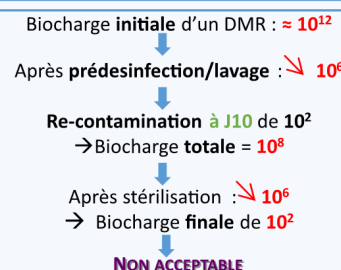 Biocharge initiale d'un DMR : ≈ 10¹²
Après prédesinfection/lavage : ↘ 10⁶
Re-contamination à J10 de 10²
→Biocharge totale = 10⁸
Après stérilisation :↘ 10⁶
→ Biocharge finale de 10²
NON ACCEPTABLE